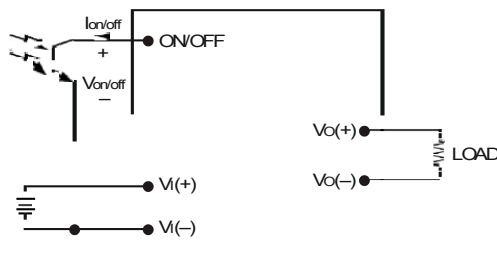 Ion/off
ON/OFF
+
Von/off
–
VO(+)
LOAD
VO(–)
VI(+)
VI(–)